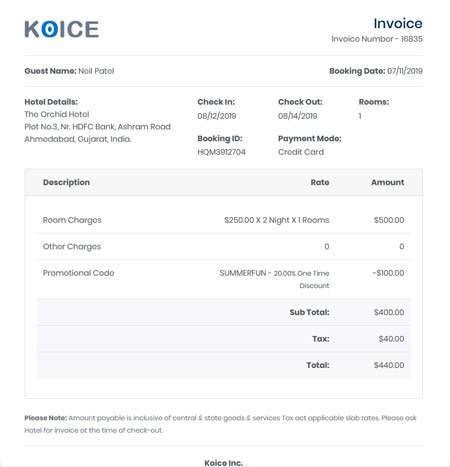 KOICE
Invoice
Invoice Number - 16835
Guest Name: Neil Patel
Booking Date: 07/11/2019
Hotel Details:
The Orchid Hotel
Plot No.3, Nr. HDFC Bank, Ashram Road
Ahmedabad, Gujarat, India.
Check In:
08/12/2019
Check Out:
08/14/2019
Rooms:
1
Booking ID:
HQM3912704
Payment Mode:
Credit Card
Description Rate Amount
Room Charges $250.00 X 2 Night X 1 Rooms $500.00
Other Charges 0 0
Promotional Code SUMMERFUN - 20.00% One Time -$100.00
Discount
Sub Total: $400.00
Tax: $40.00
Total: $440.00
Please Note: Amount payable is inclusive of central & state goods & services Tax act applicable slab rates. Please ask
Hotel for invoice at the time of check-out.
Koice Inc.